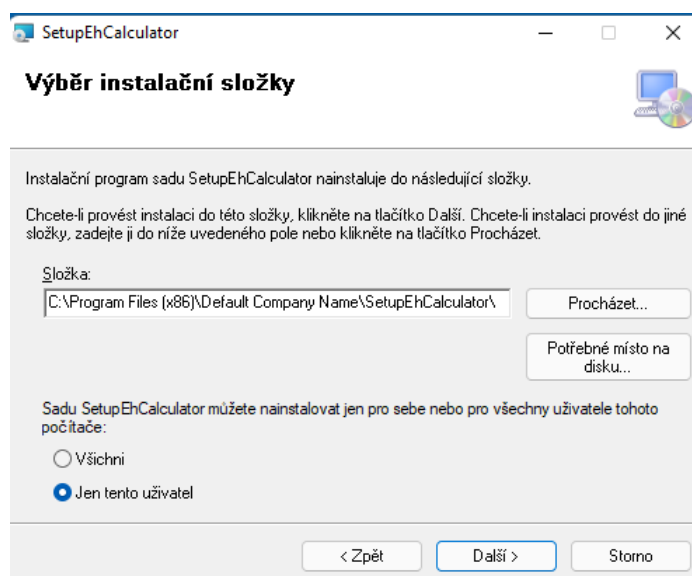 SetupEhCalculator
Výběr instalační složky
Instalační program sadu SetupEhCalculator nainstaluje do následující složky.
Chcete-li provést instalaci do této složky, klikněte na tlačítko Další. Chcete-li instalaci provést do jiné
složky, zadejte ji do níže uvedeného pole nebo klikněte na tlačítko Procházet.
Složka:
C:\Program Files (x86)\Default Company Name\SetupEhCalculator\
Procházet...
Potřebné místo na
disku...
Sadu SetupEhCalculator můžete nainstalovat jen pro sebe nebo pro všechny uživatele tohoto
počítače:
Všichni
Jen tento uživatel
< Zpět
Další >
Storno